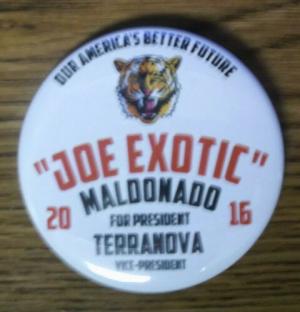 OUR AMERICA'S BETTER FUTURE
"JOE EXOTIC"
MALDONADO
20 FOR PRESIDENT 16
TERRANOVA
VICE-PRESIDENT